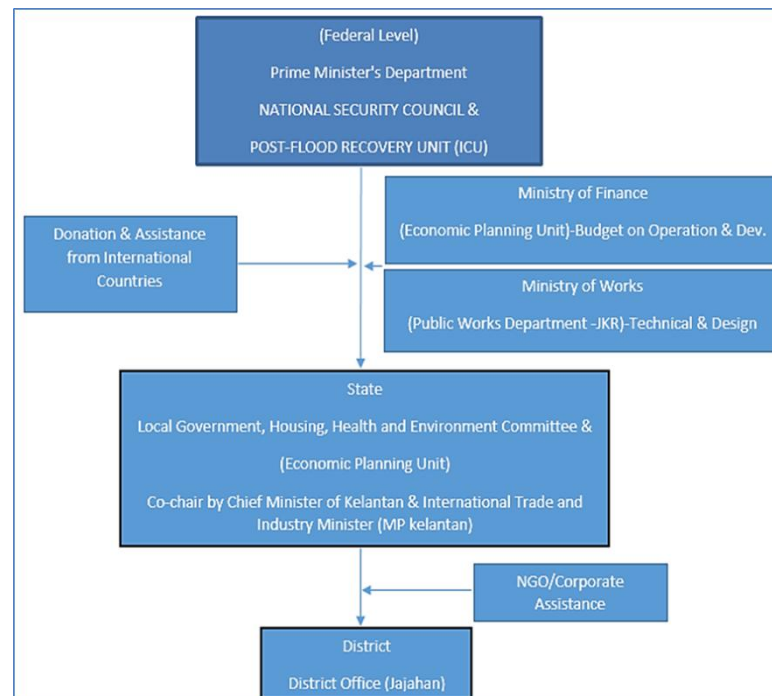 (Federal Level)
Prime Minister's Department
NATIONAL SECURITY COUNCIL &
POST-FLOOD RECOVERY UNIT (ICU)
Ministry of Finance
(Economic Planning Unit)-Budget on Operation & Dev.
Donation & Assistance
from International
Countries
Ministry of Works
(Public Works Department -JKR)-Technical & Design
State
Local Government, Housing, Health and Environment Committee &
(Economic Planning Unit)
Co-chair by Chief Minister of Kelantan & International Trade and
Industry Minister (MP kelantan)
NGO/Corporate
Assistance
District
District Office (Jajahan)